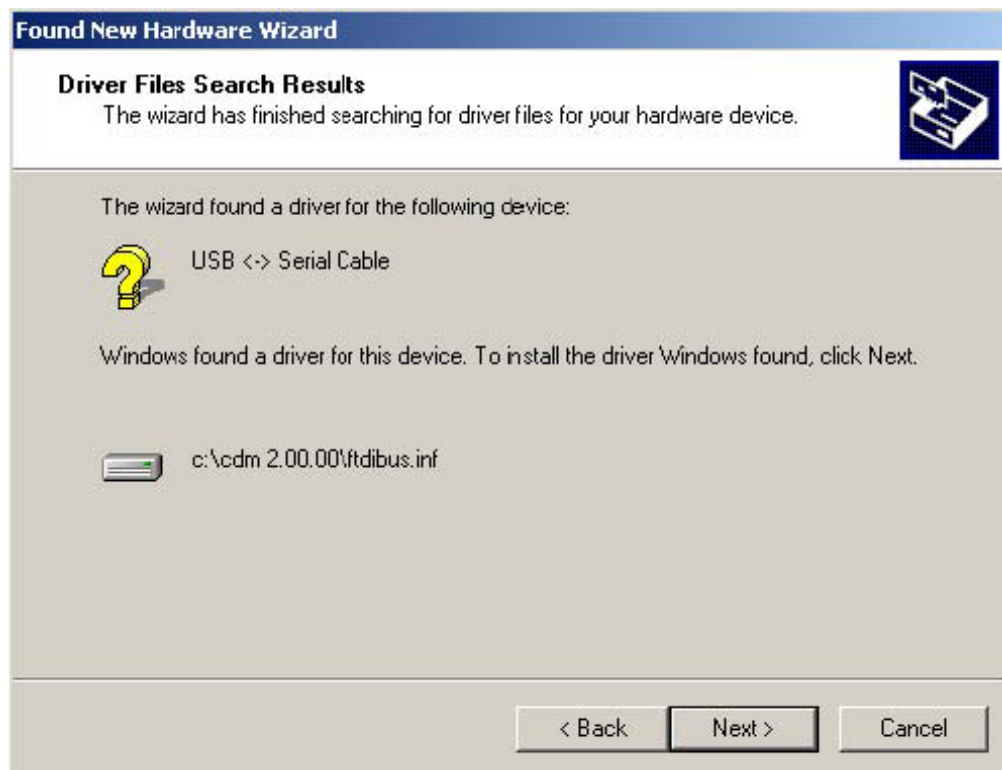 Found New Hardware Wizard
Driver Files Search Results
The wizard has finished searching for driver files for your hardware device.
The wizard found a driver for the following device:
USB <-> Serial Cable
Windows found a driver for this device. To install the driver Windows found, click Next.
c:\cdm 2.00.00\ftdibus.inf
< Back Next > Cancel